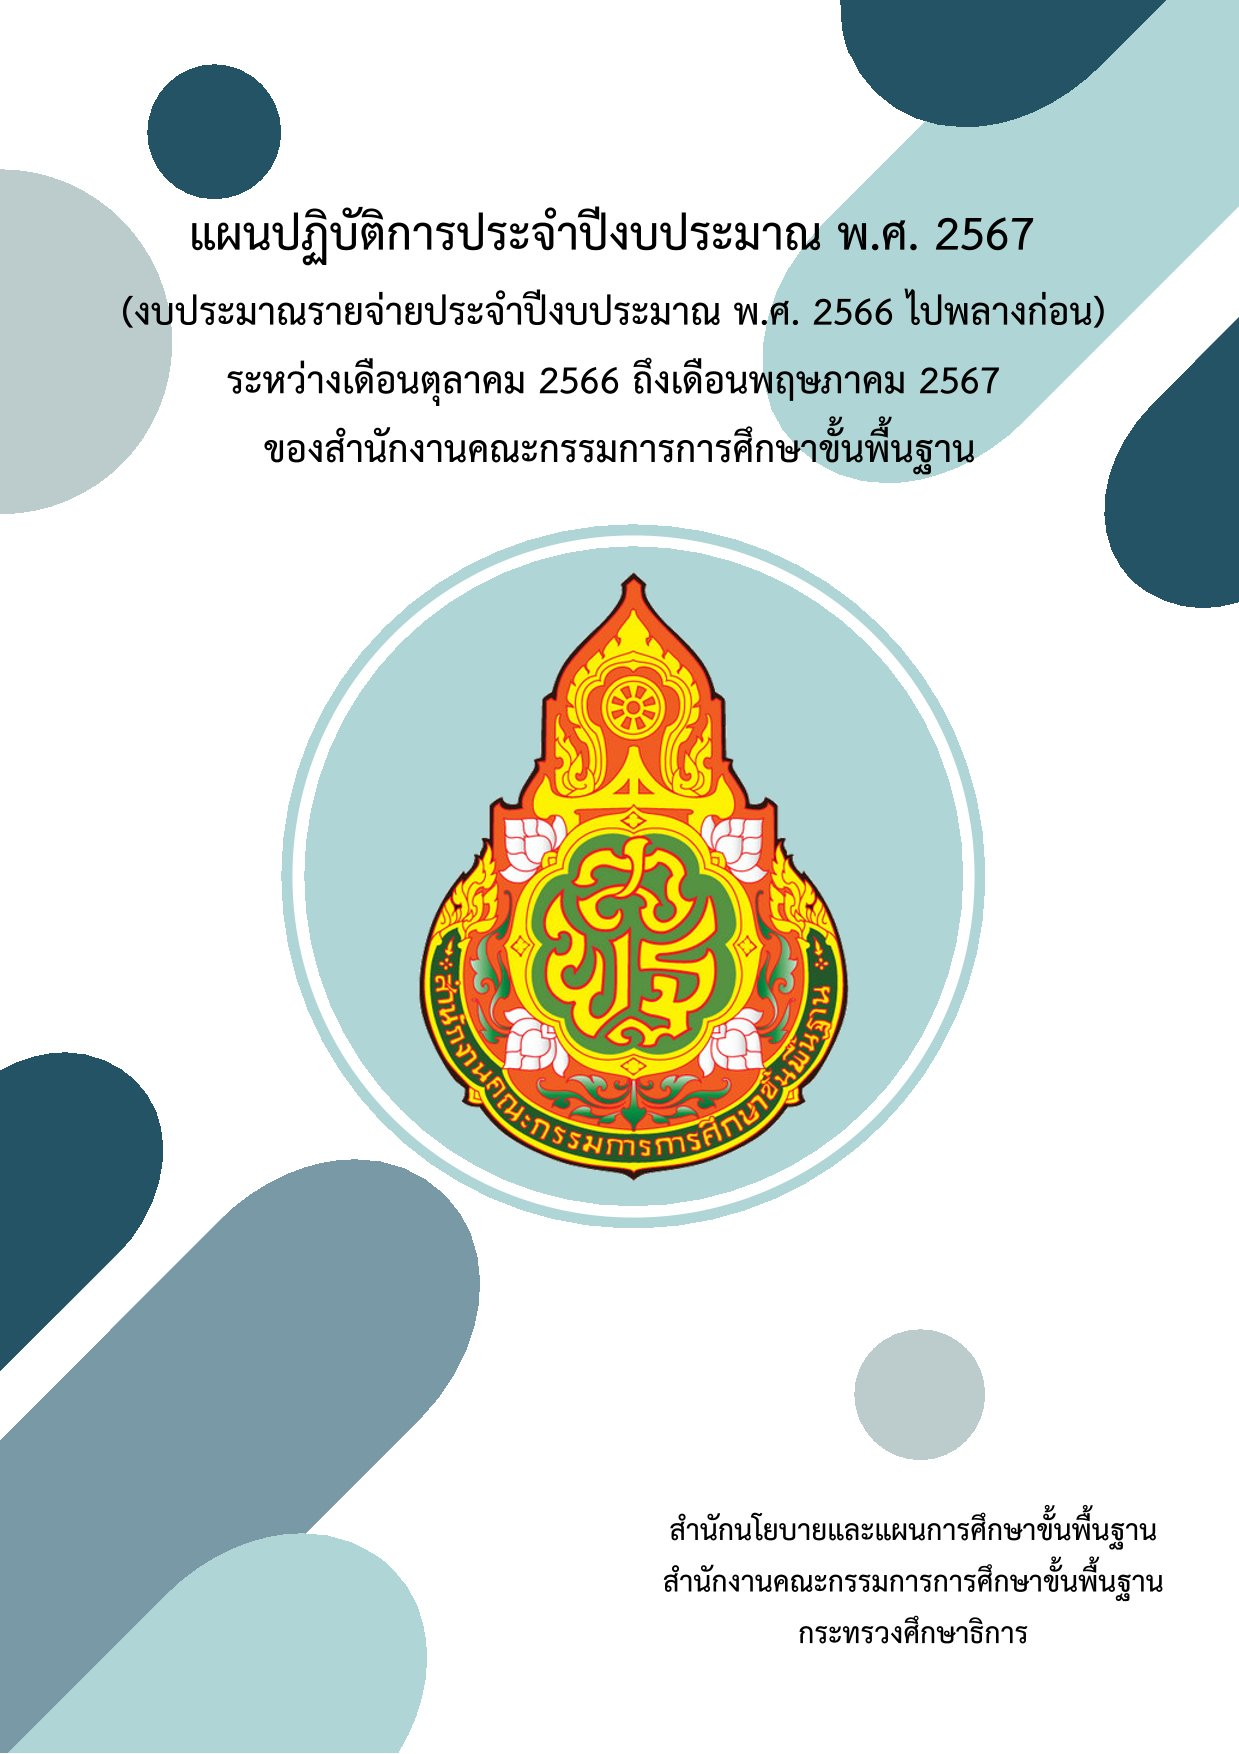 แผนปฏิบัติการประจำปีงบประมาณ พ.ศ. 2567
(งบประมาณรายจ่ายประจำปีงบประมาณ พ.ศ. 2566 ไปพลางก่อน)
ระหว่างเดือนตุลาคม 2566 ถึงเดือนพฤษภาคม 2567
ของสำนักงานคณะกรรมการการศึกษาขั้นพื้นฐาน
สพฐ
สำนักงานคณะกรรมการการศึกษาขั้นพื้นฐาน
สำนักนโยบายและแผนการศึกษาขั้นพื้นฐาน
สำนักงานคณะกรรมการการศึกษาขั้นพื้นฐาน
กระทรวงศึกษาธิการ